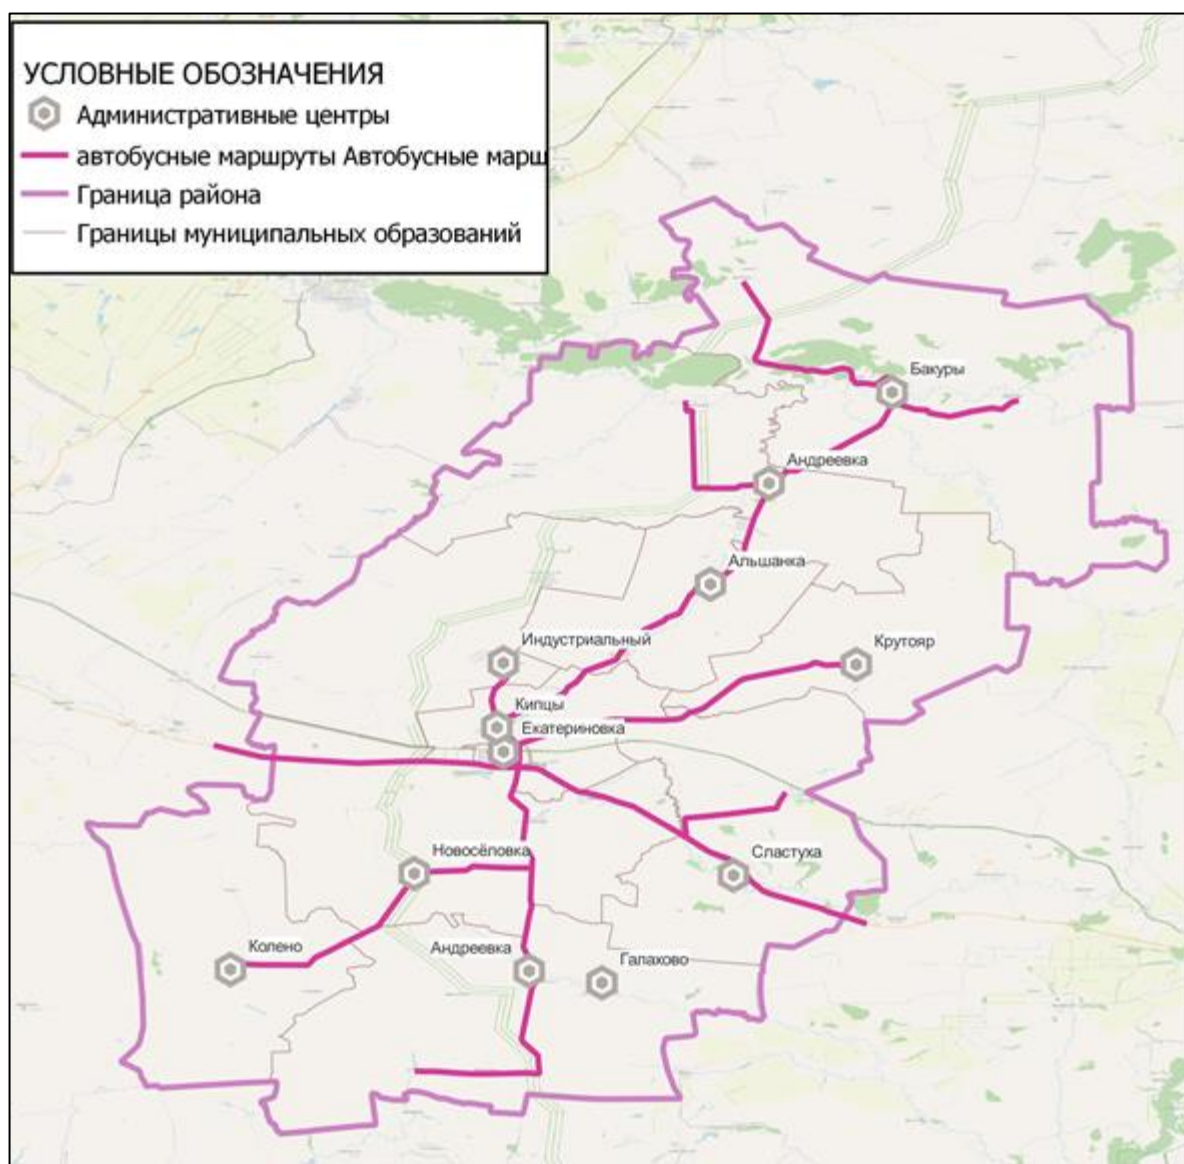 УСЛОВНЫЕ ОБОЗНАЧЕНИЯ
Административные центры
автобусные маршруты Автобусные марш
Граница района
Границы муниципальных образований
Бакуры
Андреевка
Альшанка
Индустриальный
Крутояр
Кипцы
Екатериновка
Новосёловка
Сластуха
Колено
Андреевка
Галахово